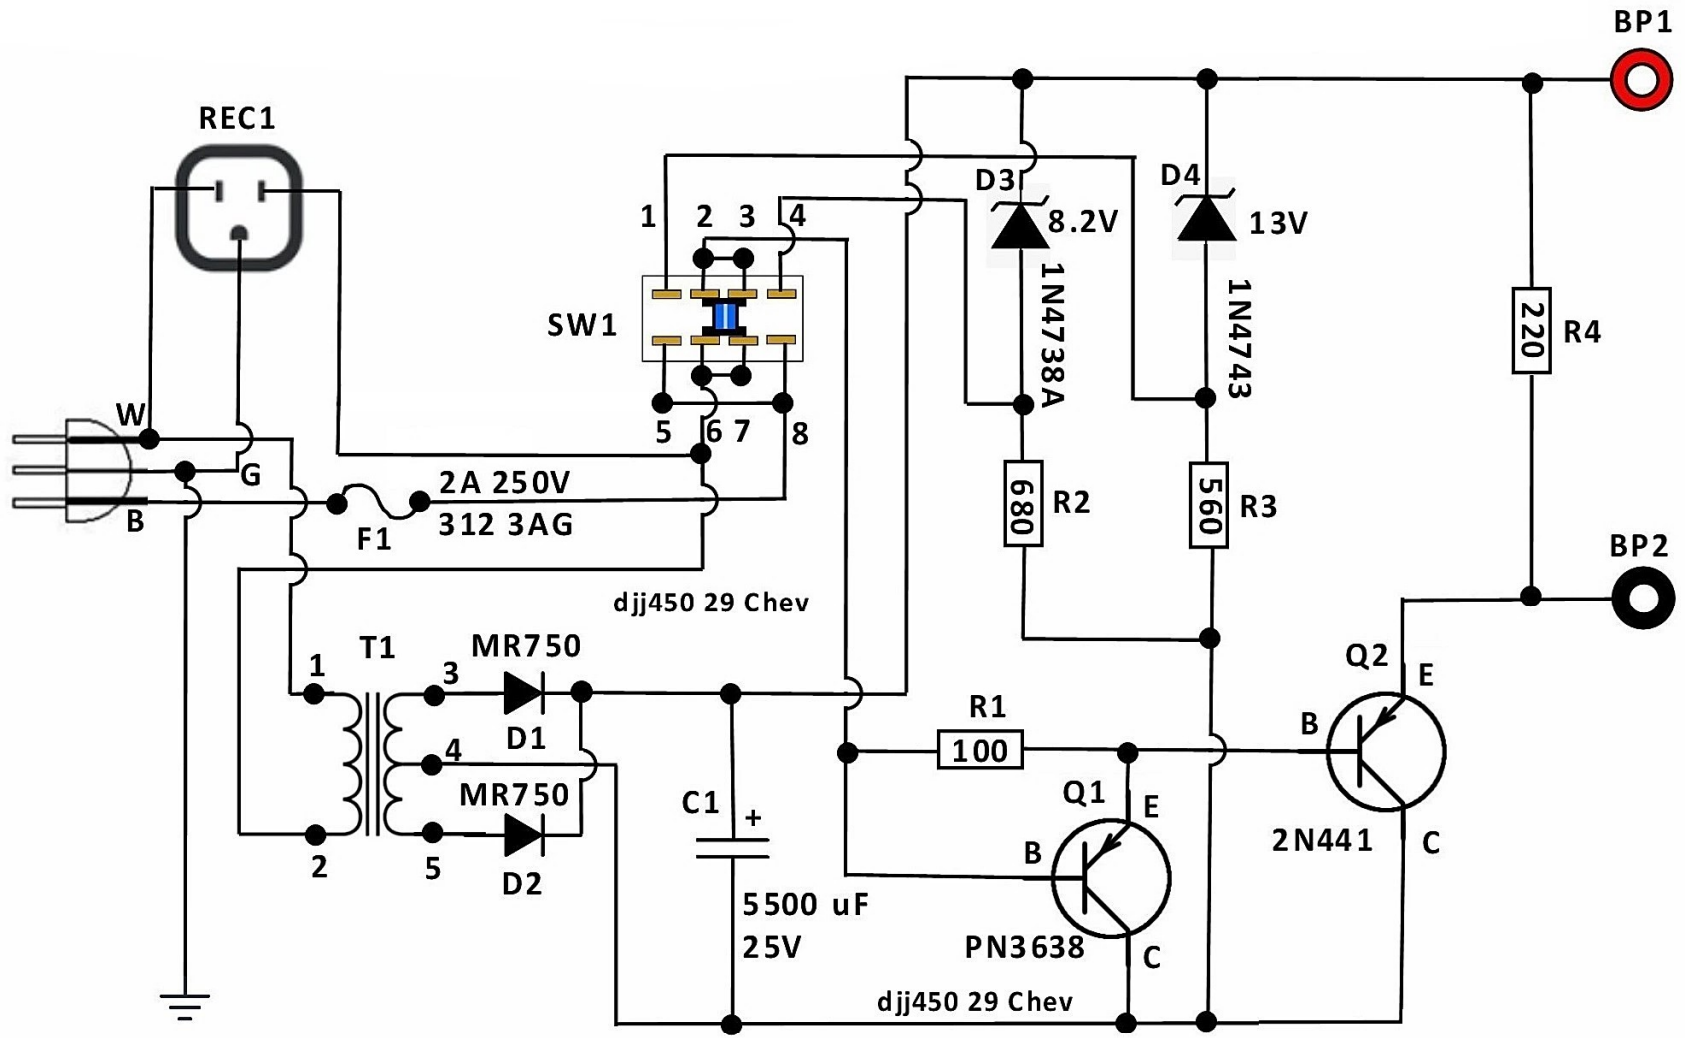 BP1
REC1
D3
8.2V
1N4738A
D4
13V
1N4743
1
2
3
4
SW1
5
6
7
8
220
R4
W
G
B
F1
2A 250V
312 3AG
680
R2
560
R3
BP2
djj450 29 Chev
T1
1
2
3
4
5
MR750
D1
MR750
D2
C1
+
5500 uF
25V
R1
100
Q1
E
B
C
PN3638
Q2
E
B
C
2N441
djj450 29 Chev